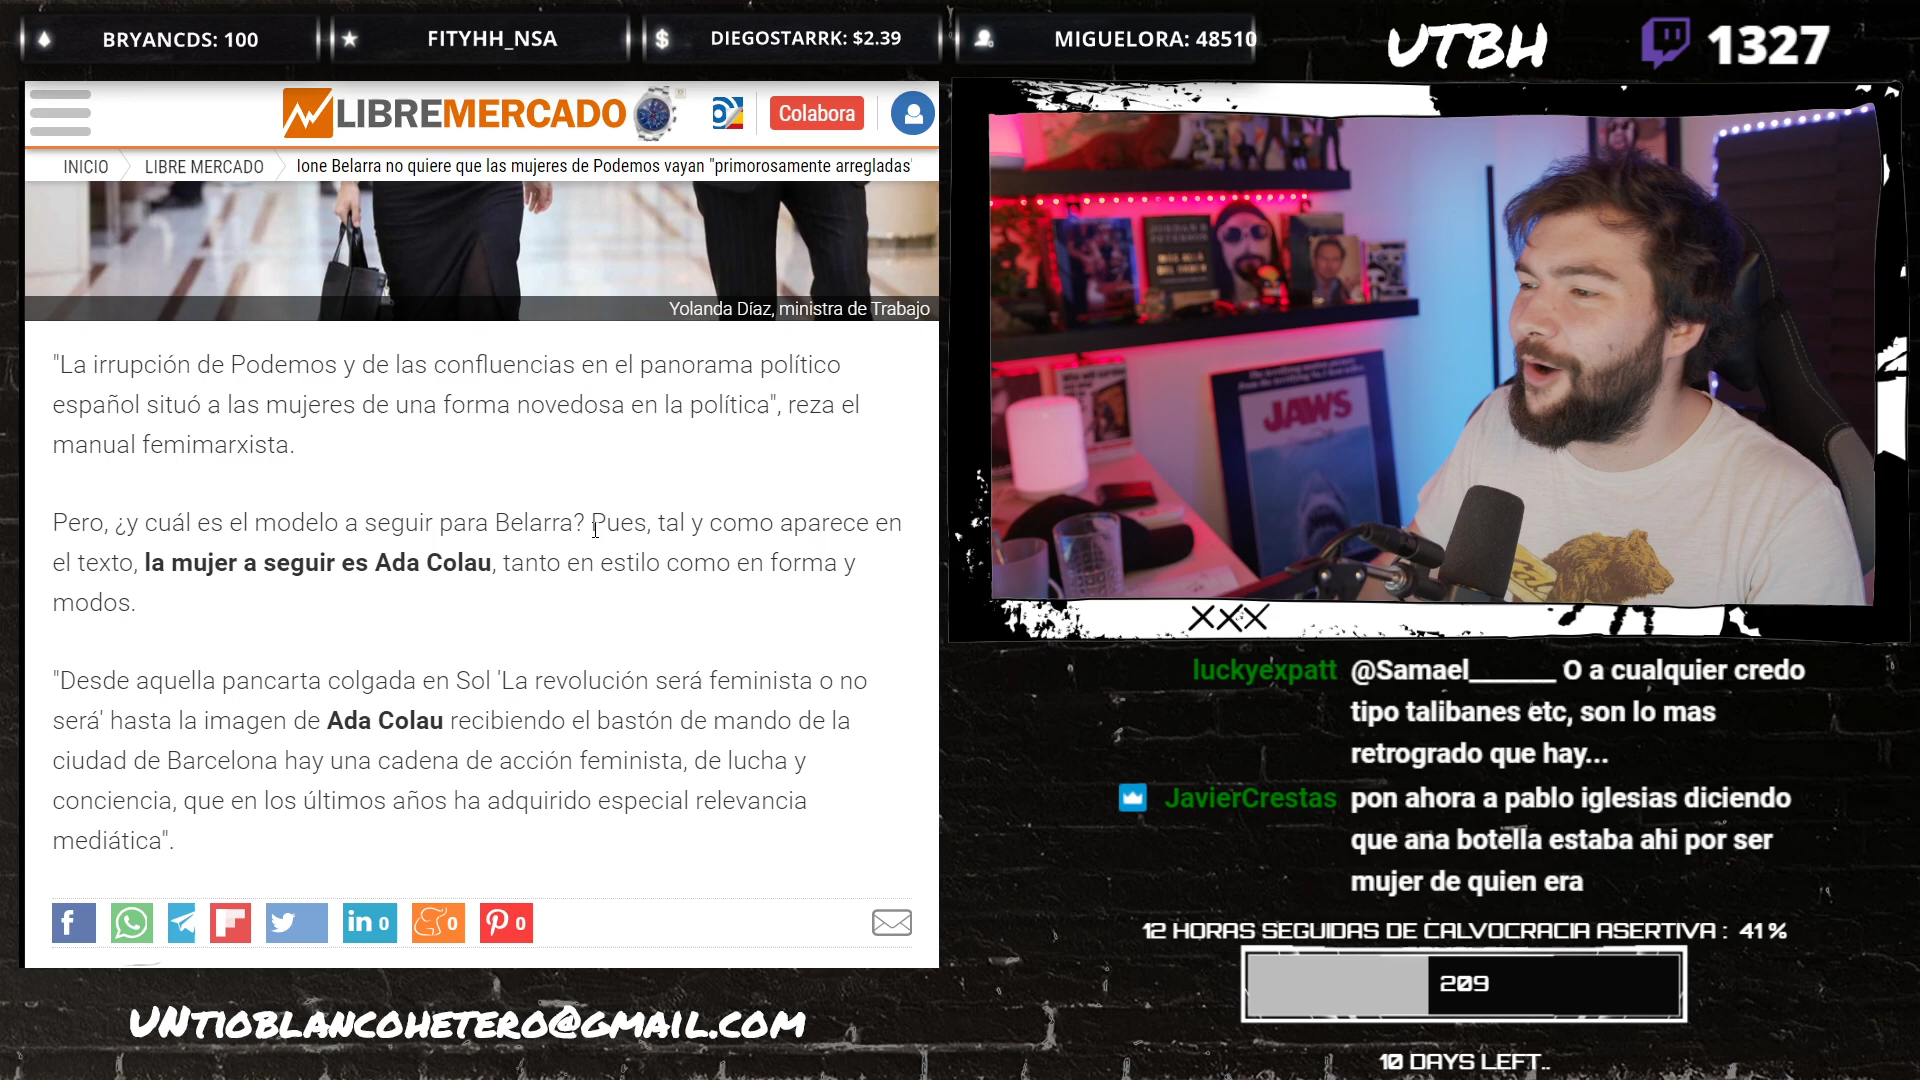 BRYANCDS: 100
FITYHH_NSA
DIEGOSTARRK: $2.39
MIGUELORA: 48510
UTBH
1327
LIBREMERCADO
Colabora
INICIO
LIBRE MERCADO
Ione Belarra no quiere que las mujeres de Podemos vayan "primorosamente arregladas"
Yolanda Díaz, ministra de Trabajo
"La irrupción de Podemos y de las confluencias en el panorama político
español situó a las mujeres de una forma novedosa en la política", reza el
manual femimarxista.
Pero, ¿y cuál es el modelo a seguir para Belarra? Pues, tal y como aparece en
el texto, la mujer a seguir es Ada Colau, tanto en estilo como en forma y
modos.
"Desde aquella pancarta colgada en Sol 'La revolución será feminista o no
será' hasta la imagen de Ada Colau recibiendo el bastón de mando de la
ciudad de Barcelona hay una cadena de acción feminista, de lucha y
conciencia, que en los últimos años ha adquirido especial relevancia
mediática".
in 0
0
0
UNTIOBLANCOHETERO@GMAIL.COM
JORDAN B
PETERSON
MÁS ALLÁ
DEL ORDEN
JAWS
XXX
luckyexpatt @Samael______ O a cualquier credo
tipo talibanes etc, son lo mas
retrogrado que hay...
JavierCrestas pon ahora a pablo iglesias diciendo
que ana botella estaba ahi por ser
mujer de quien era
12 HORAS SEGUIDAS DE CALVOCRACIA ASERTIVA : 41%
209
10 DAYS LEFT..